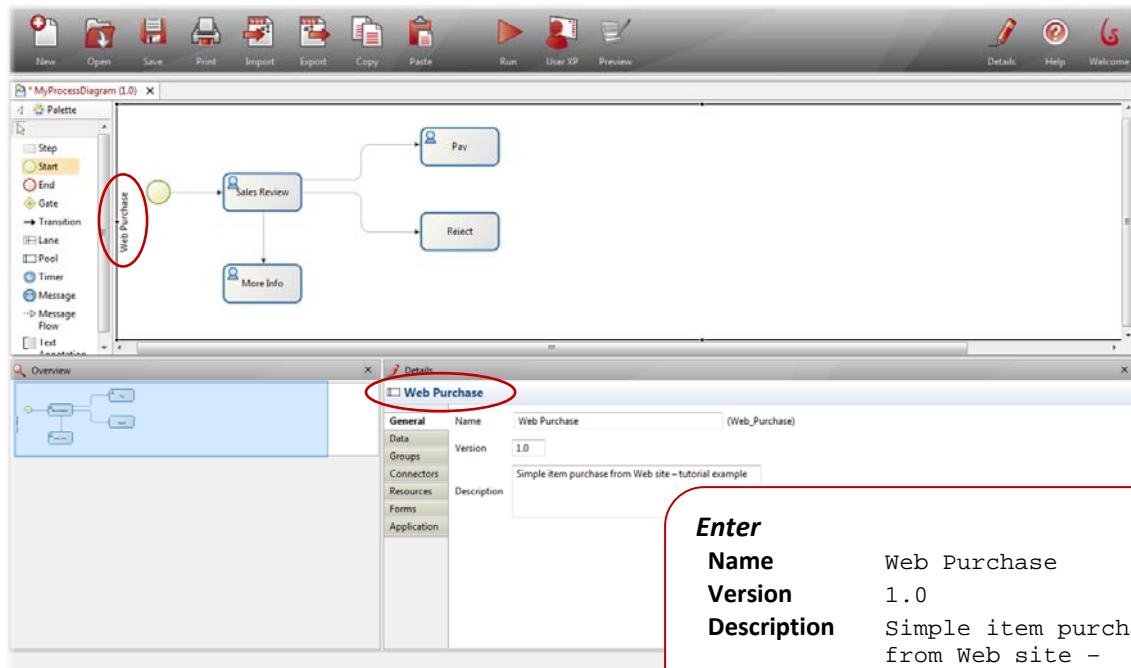 New Open Save Print Import Export Copy Paste Run User XP Preview Details Help Welcome
* MyProcessDiagram (1.0)
Palette
Step
Start
End
Gate
Transition
Lane
Pool
Timer
Message
Message
Flow
Text
Annotation
Web Purchase
Sales Review
Pay
Reject
More Info
Overview
Details
Web Purchase
General
Data
Groups
Connectors
Resources
Forms
Application
Name Web Purchase (Web_Purchase)
Version 1.0
Description Simple item purchase from Web site – tutorial example
Enter
Name Web Purchase
Version 1.0
Description Simple item purcha
from Web site –